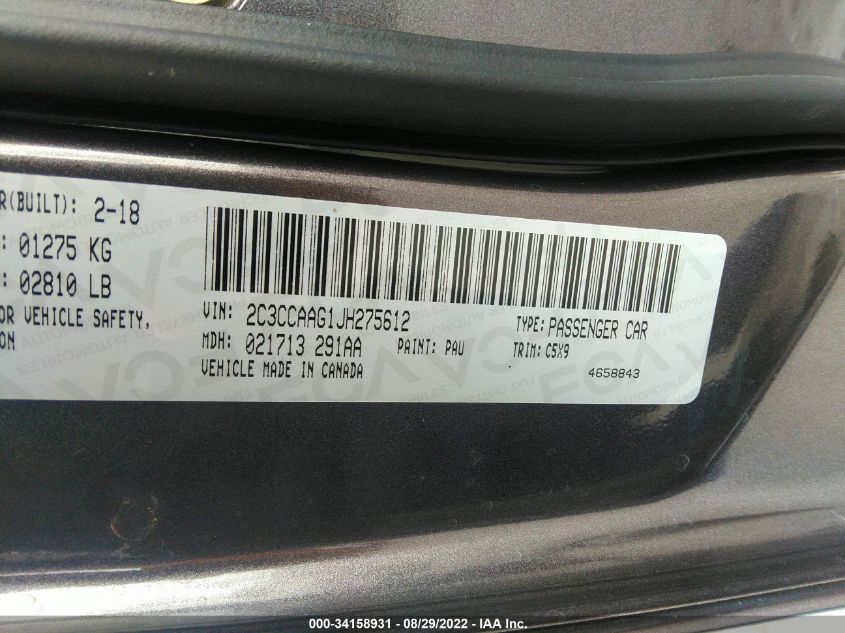 R(BUILT): 2-18
: 01275 KG
: 02810 LB
OR VEHICLE SAFETY,
ON
VIN: 2C3CCAAG1JH275612 TYPE: PASSENGER CAR
MDH: 021713 291AA PAINT: PAU TRIM: C5X9
VEHICLE MADE IN CANADA 4658843
000-34158931 - 08/29/2022 - IAA Inc.